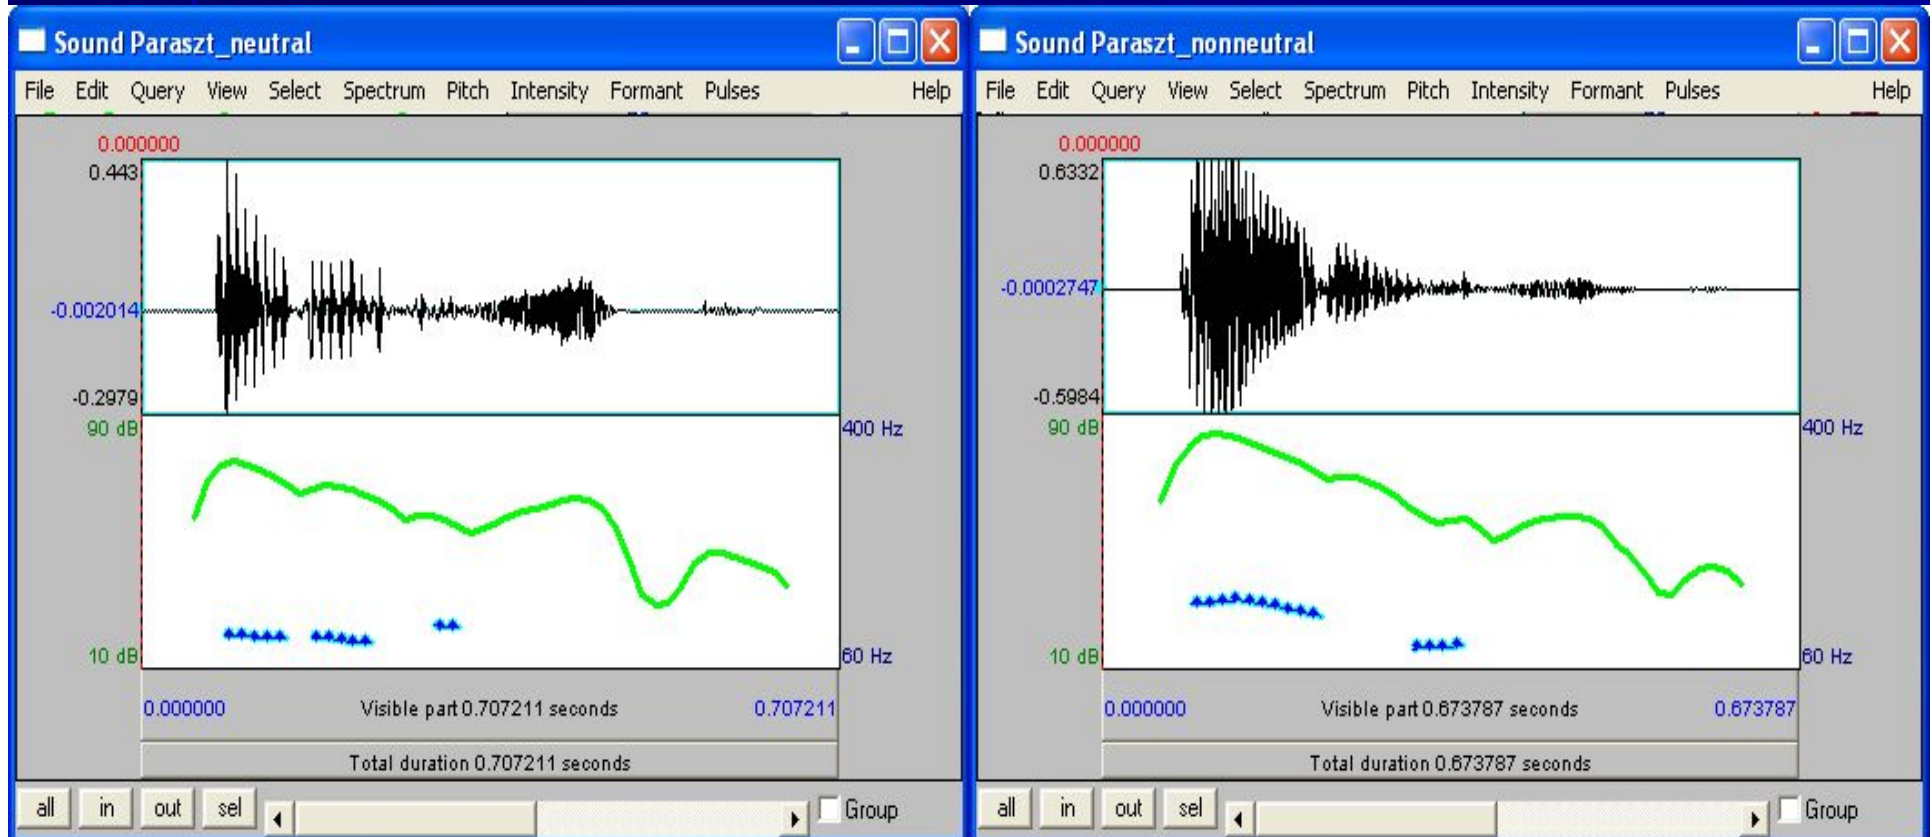 Sound Paraszt_neutral
File Edit Query View Select Spectrum Pitch Intensity Formant Pulses Help
0.000000
0.443
-0.002014
-0.2979
90 dB
400 Hz
10 dB
60 Hz
0.000000 Visible part 0.707211 seconds 0.707211
Total duration 0.707211 seconds
all in out sel Group
Sound Paraszt_nonneutral
File Edit Query View Select Spectrum Pitch Intensity Formant Pulses Help
0.000000
0.6332
-0.0002747
-0.5984
90 dB
400 Hz
10 dB
60 Hz
0.000000 Visible part 0.673787 seconds 0.673787
Total duration 0.673787 seconds
all in out sel Group